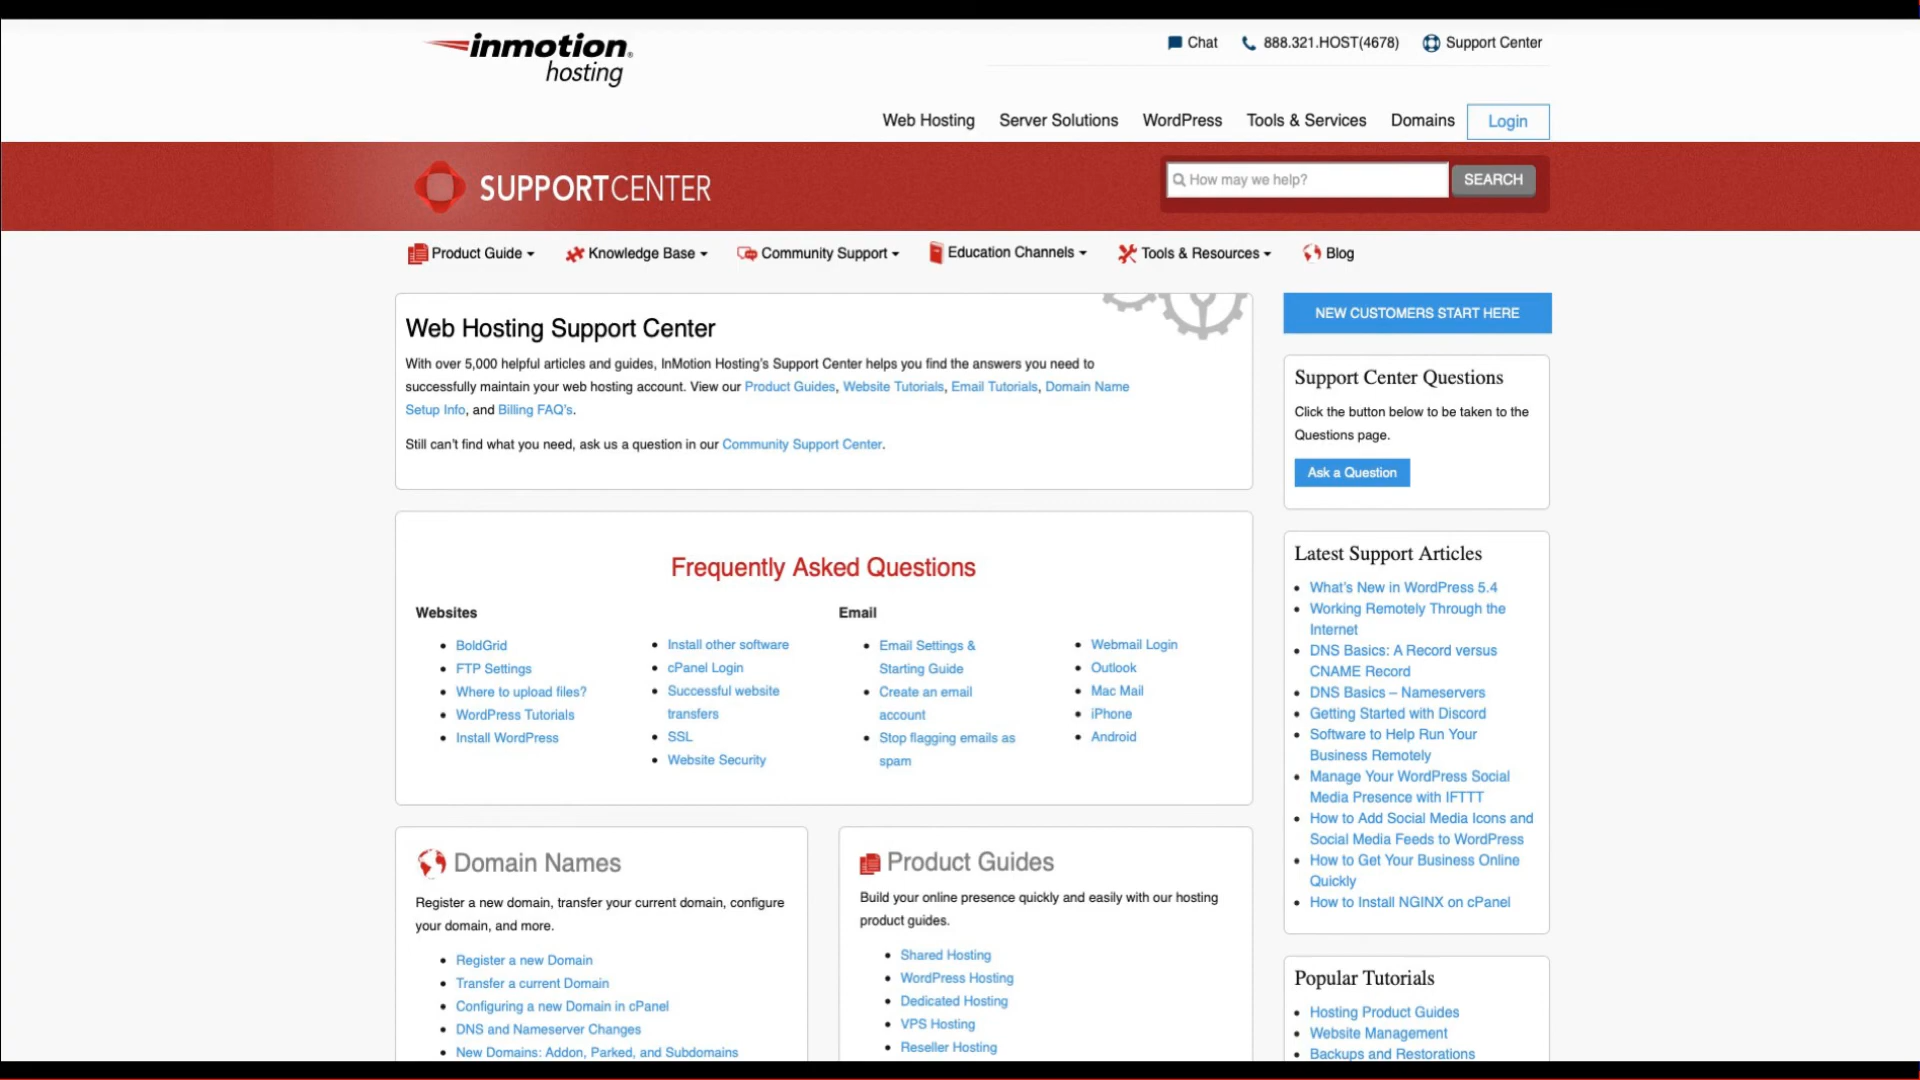 inmotion
hosting
Chat
888.321.HOST(4678)
Support Center
Web Hosting
Server Solutions
WordPress
Tools & Services
Domains
Login
SUPPORTCENTER
How may we help?
SEARCH
Product Guide
Knowledge Base
Community Support
Education Channels
Tools & Resources
Blog
Web Hosting Support Center
With over 5,000 helpful articles and guides, InMotion Hosting's Support Center helps you find the answers you need to
successfully maintain your web hosting account. View our Product Guides, Website Tutorials, Email Tutorials, Domain Name
Setup Info, and Billing FAQ's.
Still can't find what you need, ask us a question in our Community Support Center.
Frequently Asked Questions
Websites
BoldGrid
FTP Settings
Where to upload files?
WordPress Tutorials
Install WordPress
Install other software
cPanel Login
Successful website
transfers
SSL
Website Security
Email
Email Settings &
Starting Guide
Create an email
account
Stop flagging emails as
spam
Webmail Login
Outlook
Mac Mail
iPhone
Android
Domain Names
Register a new domain, transfer your current domain, configure
your domain, and more.
Register a new Domain
Transfer a current Domain
Configuring a new Domain in cPanel
DNS and Nameserver Changes
New Domains: Addon, Parked, and Subdomains
Product Guides
Build your online presence quickly and easily with our hosting
product guides.
Shared Hosting
WordPress Hosting
Dedicated Hosting
VPS Hosting
Reseller Hosting
NEW CUSTOMERS START HERE
Support Center Questions
Click the button below to be taken to the
Questions page.
Ask a Question
Latest Support Articles
What's New in WordPress 5.4
Working Remotely Through the
Internet
DNS Basics: A Record versus
CNAME Record
DNS Basics – Nameservers
Getting Started with Discord
Software to Help Run Your
Business Remotely
Manage Your WordPress Social
Media Presence with IFTTT
How to Add Social Media Icons and
Social Media Feeds to WordPress
How to Get Your Business Online
Quickly
How to Install NGINX on cPanel
Popular Tutorials
Hosting Product Guides
Website Management
Backups and Restorations